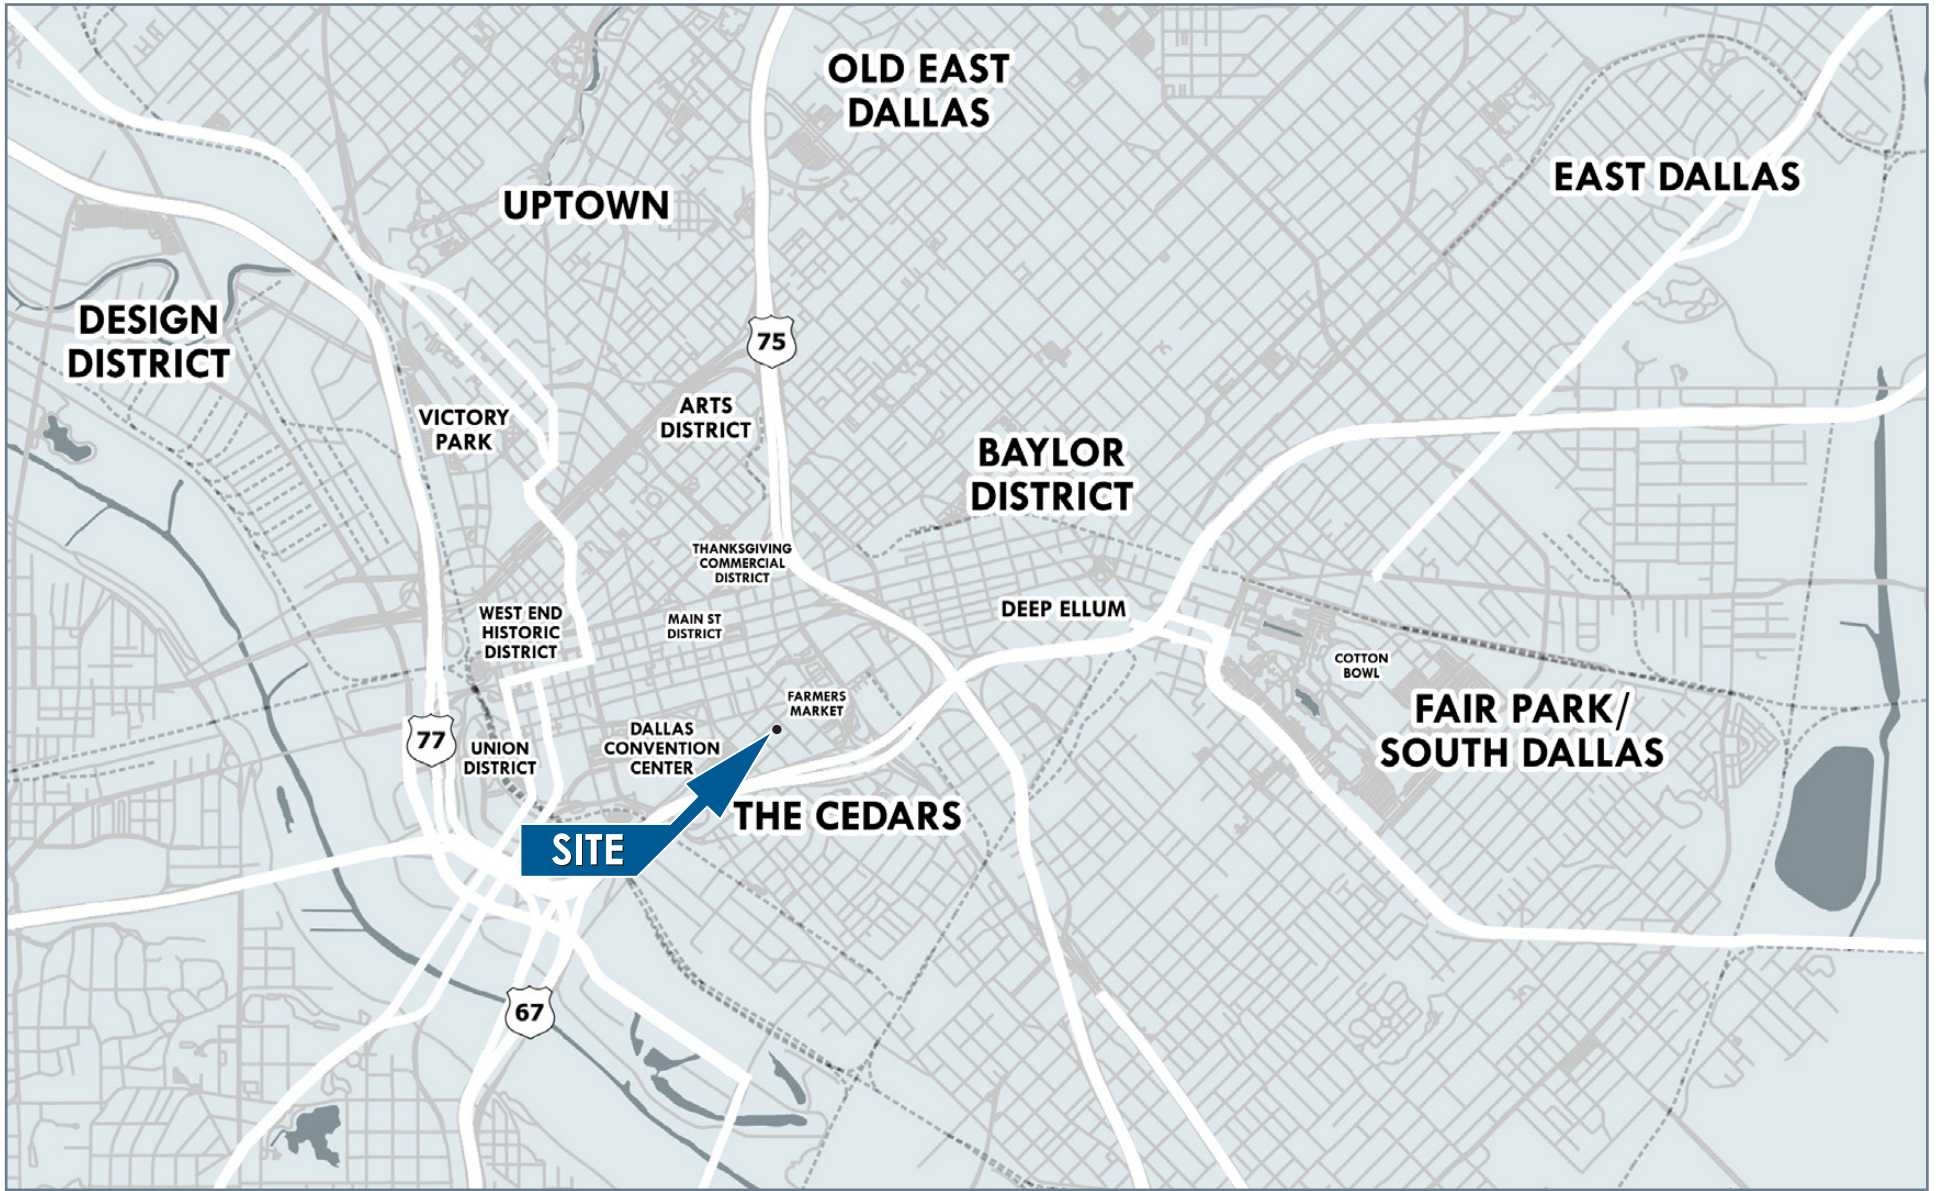 OLD EAST
DALLAS
EAST DALLAS
UPTOWN
DESIGN
DISTRICT
75
VICTORY
PARK
ARTS
DISTRICT
BAYLOR
DISTRICT
THANKSGIVING
COMMERCIAL
DISTRICT
WEST END
HISTORIC
DISTRICT
MAIN ST
DISTRICT
DEEP ELLUM
COTTON
BOWL
FARMERS
MARKET
FAIR PARK/
SOUTH DALLAS
77
UNION
DISTRICT
DALLAS
CONVENTION
CENTER
THE CEDARS
SITE
67